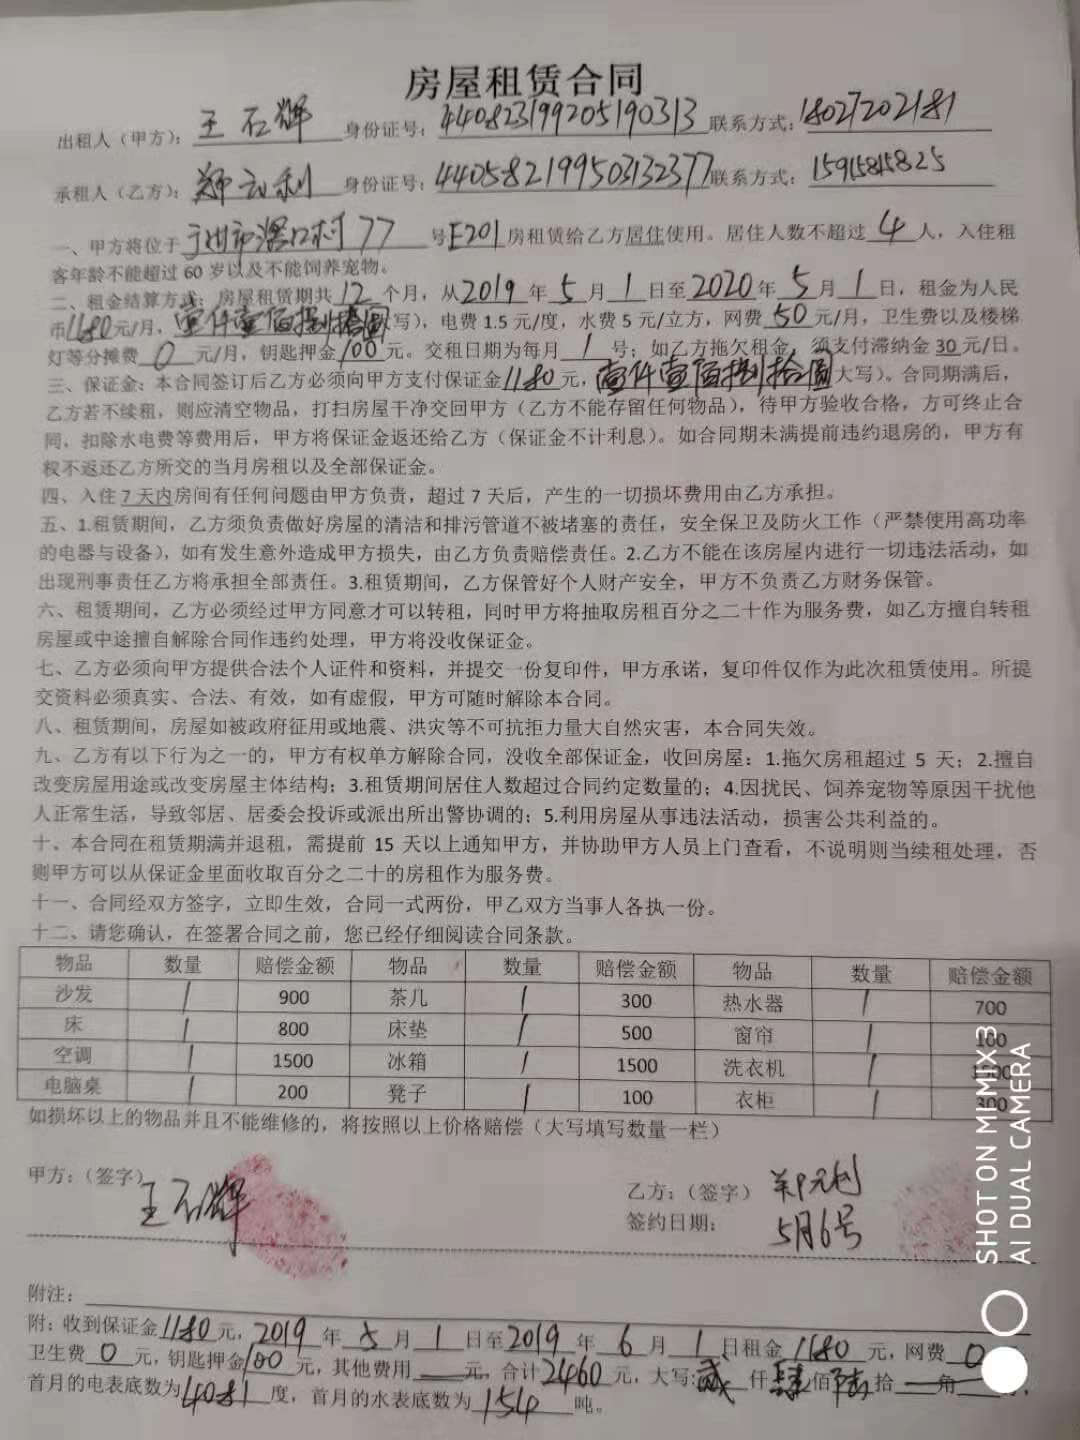 房屋租赁合同
出租人（甲方）：王石辉 身份证号：440823199205190313 联系方式：18027202181
承租人（乙方）：郑元利 身份证号：440582199503132377 联系方式：15915815825
一、甲方将位于 村77 号E201房租赁给乙方居住使用。居住人数不超过 4 人，入住租
客年龄不能超过 60 岁以及不能饲养宠物。
二、租金结算方式：房屋租赁期共 12 个月，从2019 年 5 月 1 日至 2020 年 5 月 1 日，租金为人民
币1180元/月，壹仟壹佰捌拾圆 写），电费 1.5 元/度，水费 5 元/立方，网费 50 元/月，卫生费以及楼梯
灯等分摊费 0 元/月，钥匙押金 100 元。交租日期为每月 1 号；如乙方拖欠租金，须支付滞纳金 30 元/日。
三、保证金：本合同签订后乙方必须向甲方支付保证金 1180 元，壹仟壹佰捌拾圆 大写）。合同期满后，
乙方若不续租，则应清空物品，打扫房屋干净交回甲方（乙方不能存留任何物品），待甲方验收合格，方可终止合
同，扣除水电费等费用后，甲方将保证金返还给乙方（保证金不计利息）。如合同期未满提前违约退房的，甲方有
权不返还乙方所交的当月房租以及全部保证金。
四、入住 7 天内房间有任何问题由甲方负责，超过 7 天后，产生的一切损坏费用由乙方承担。
五、1.租赁期间，乙方须负责做好房屋的清洁和排污管道不被堵塞的责任，安全保卫及防火工作（严禁使用高功率
的电器与设备），如有发生意外造成甲方损失，由乙方负责赔偿责任。2.乙方不能在该房屋内进行一切违法活动，如
出现刑事责任乙方将承担全部责任。3.租赁期间，乙方保管好个人财产安全，甲方不负责乙方财务保管。
六、租赁期间，乙方必须经过甲方同意才可以转租，同时甲方将抽取房租百分之二十作为服务费，如乙方擅自转租
房屋或中途擅自解除合同作违约处理，甲方将没收保证金。
七、乙方必须向甲方提供合法个人证件和资料，并提交一份复印件，甲方承诺，复印件仅作为此次租赁使用。所提
交资料必须真实、合法、有效，如有虚假，甲方可随时解除本合同。
八、租赁期间，房屋如被政府征用或地震、洪灾等不可抗拒力量大自然灾害，本合同失效。
九、乙方有以下行为之一的，甲方有权单方解除合同，没收全部保证金，收回房屋：1.拖欠房租超过 5 天；2.擅自
改变房屋用途或改变房屋主体结构；3.租赁期间居住人数超过合同约定数量的；4.因扰民、饲养宠物等原因干扰他
人正常生活，导致邻居、居委会投诉或派出所出警协调的；5.利用房屋从事违法活动，损害公共利益的。
十、本合同在租赁期满并退租，需提前 15 天以上通知甲方，并协助甲方人员上门查看，不说明则当续租处理，否
则甲方可以从保证金里面收取百分之二十的房租作为服务费。
十一、合同经双方签字，立即生效，合同一式两份，甲乙双方当事人各执一份。
十二、请您确认，在签署合同之前，您已经仔细阅读合同条款。
物品 数量 赔偿金额 物品 数量 赔偿金额 物品 数量 赔偿金额
沙发 1 900 茶几 1 300 热水器 1 700
床 1 800 床垫 1 500 窗帘 1 100
空调 1 1500 冰箱 1 1500 洗衣机 1 1500
电脑桌 1 200 凳子 1 100 衣柜 1 300
如损坏以上的物品并且不能维修的，将按照以上价格赔偿（大写填写数量一栏）
甲方：（签字）王石辉
乙方：（签字）郑元利
签约日期：5月6号
附注：
附：收到保证金1180元，2019 年 5 月 1 日至2019 年 6 月 1 日租金 1180 元，网费 0
卫生费 0 元，钥匙押金100元，其他费用 元，合计2460元，大写：贰仟肆佰陆拾 角
首月的电表底数为4081度，首月的水表底数为154吨。
SHOT ON MI MIX 3
AI DUAL CAMERA